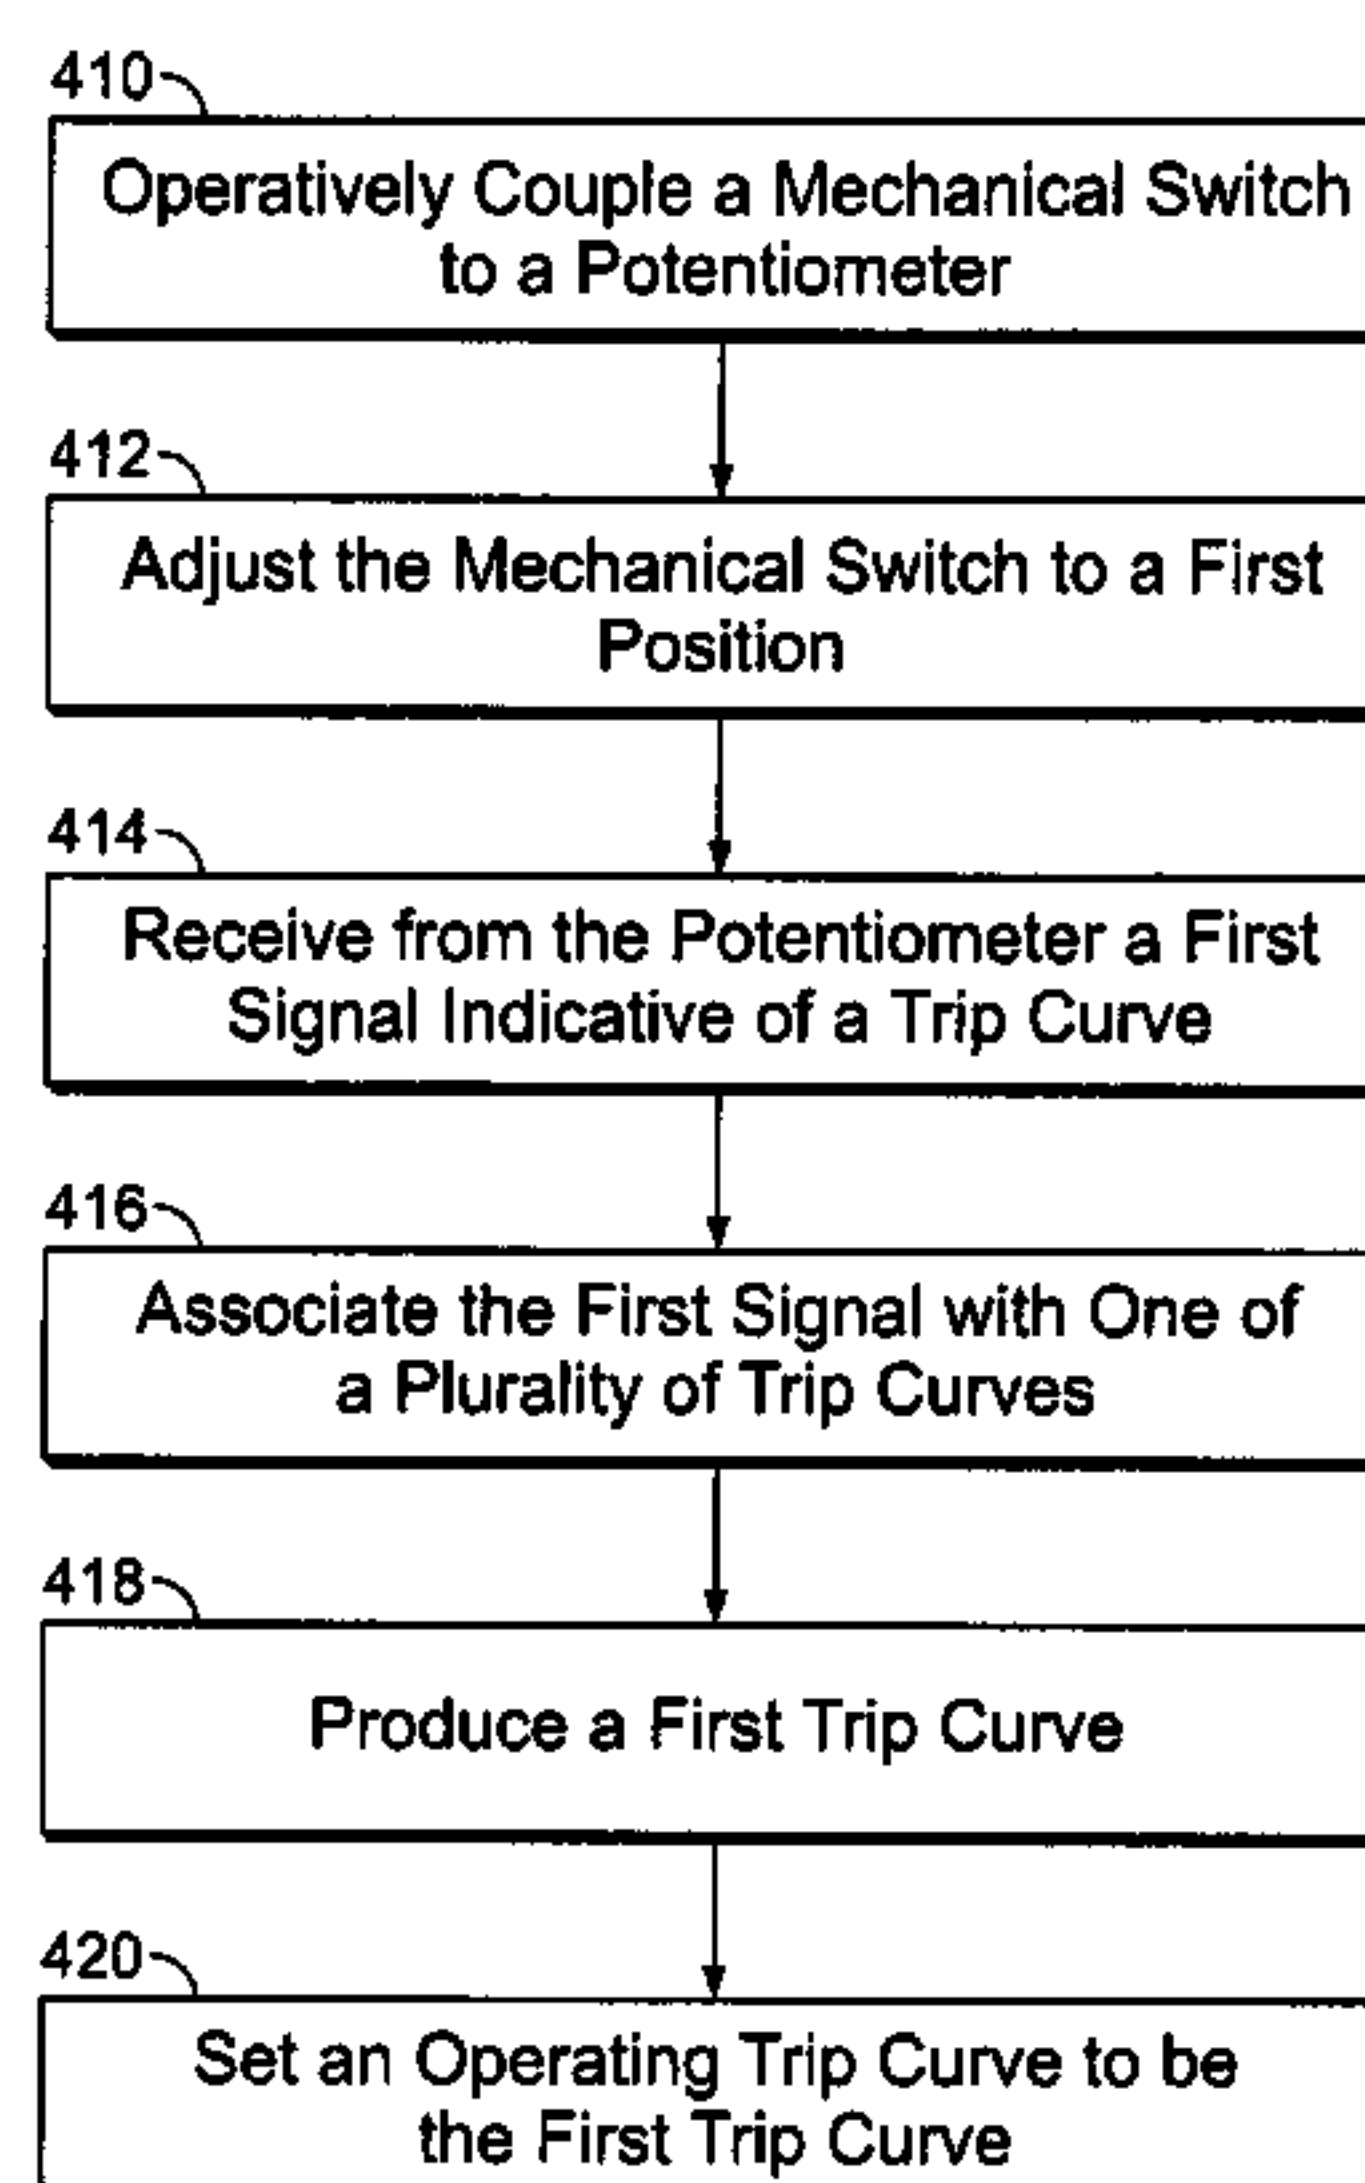 410
Operatively Couple a Mechanical Switch
to a Potentiometer
412
Adjust the Mechanical Switch to a First
Position
414
Receive from the Potentiometer a First
Signal Indicative of a Trip Curve
416
Associate the First Signal with One of
a Plurality of Trip Curves
418
Produce a First Trip Curve
420
Set an Operating Trip Curve to be
the First Trip Curve